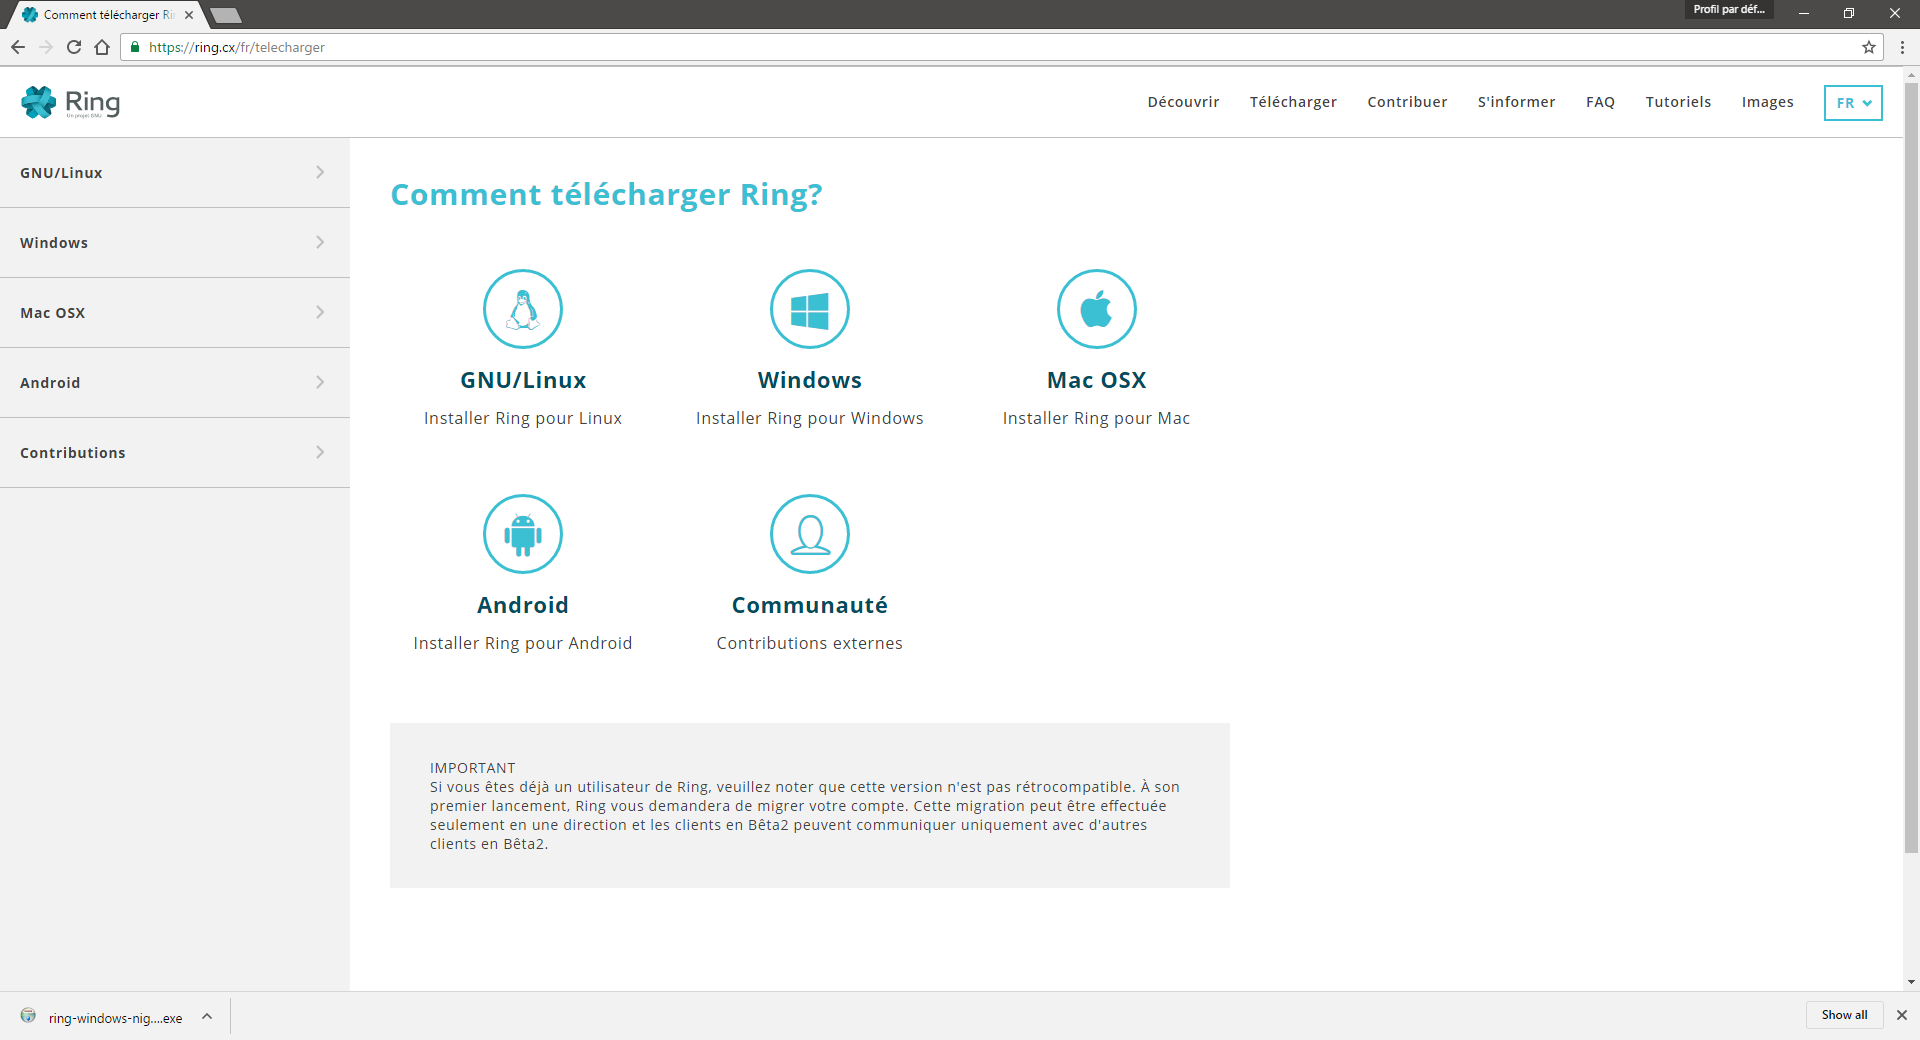 Comment télécharger Ri
Profil par déf...
https://ring.cx/fr/telecharger
Ring
Un projet GNU
Découvrir Télécharger Contribuer S'informer FAQ Tutoriels Images FR
GNU/Linux
Windows
Mac OSX
Android
Contributions
Comment télécharger Ring?
GNU/Linux
Installer Ring pour Linux
Windows
Installer Ring pour Windows
Mac OSX
Installer Ring pour Mac
Android
Installer Ring pour Android
Communauté
Contributions externes
IMPORTANT
Si vous êtes déjà un utilisateur de Ring, veuillez noter que cette version n'est pas rétrocompatible. À son
premier lancement, Ring vous demandera de migrer votre compte. Cette migration peut être effectuée
seulement en une direction et les clients en Bêta2 peuvent communiquer uniquement avec d'autres
clients en Bêta2.
ring-windows-nig....exe
Show all